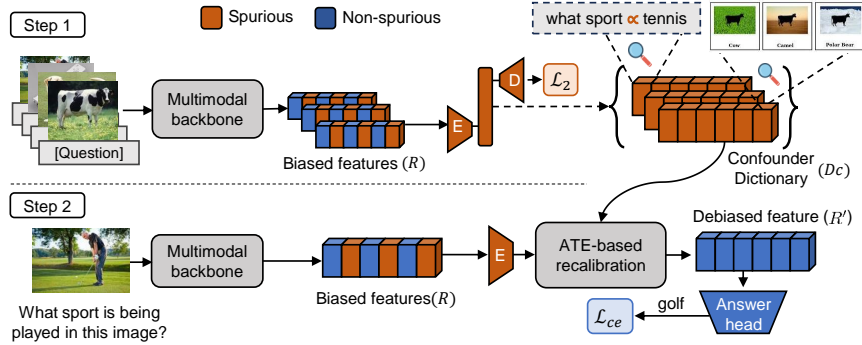 Step 1
Spurious
Non-spurious
what sport ∝ tennis
Cow
Camel
Polar Bear
[Question]
Multimodal
backbone
Biased features (R)
E
D
ℒ₂
Confounder
Dictionary (Dc)
Step 2
What sport is being
played in this image?
Multimodal
backbone
Biased features(R)
E
ATE-based
recalibration
Debiased feature (R′)
Answer
head
golf
ℒce